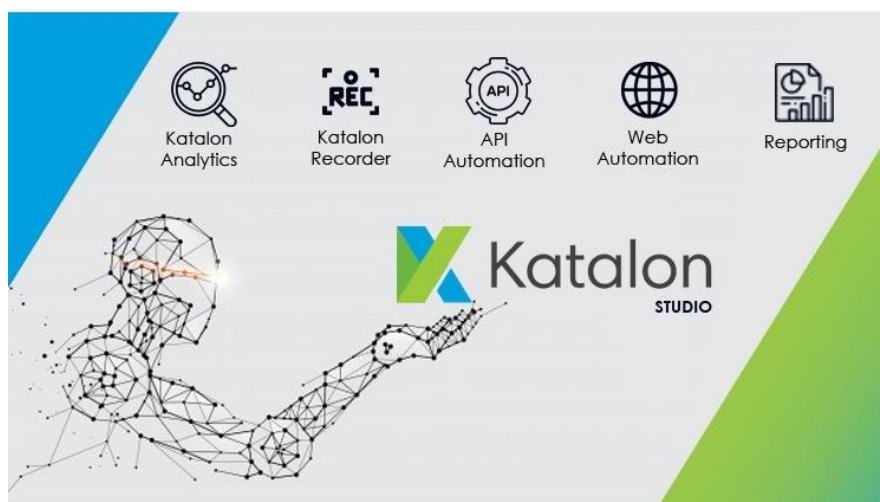 Katalon
Analytics
REC
Katalon
Recorder
API
API
Automation
Web
Automation
Reporting
Katalon
STUDIO